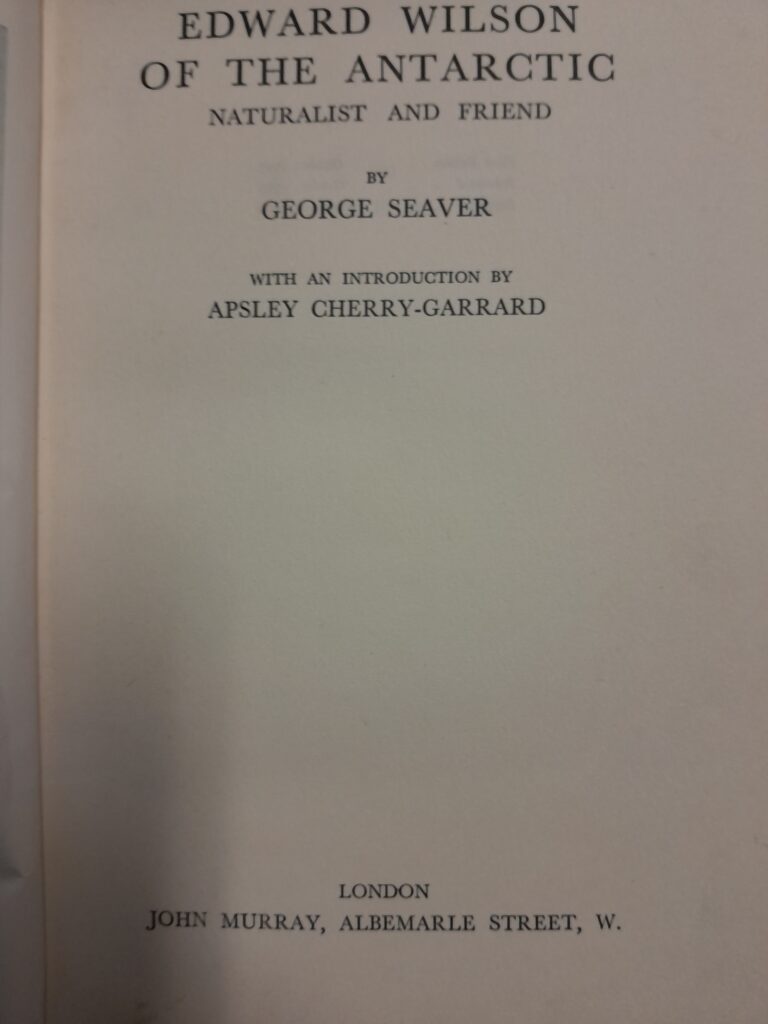 EDWARD WILSON
OF THE ANTARCTIC
NATURALIST AND FRIEND
BY
GEORGE SEAVER
WITH AN INTRODUCTION BY
APSLEY CHERRY-GARRARD
LONDON
JOHN MURRAY, ALBEMARLE STREET, W.